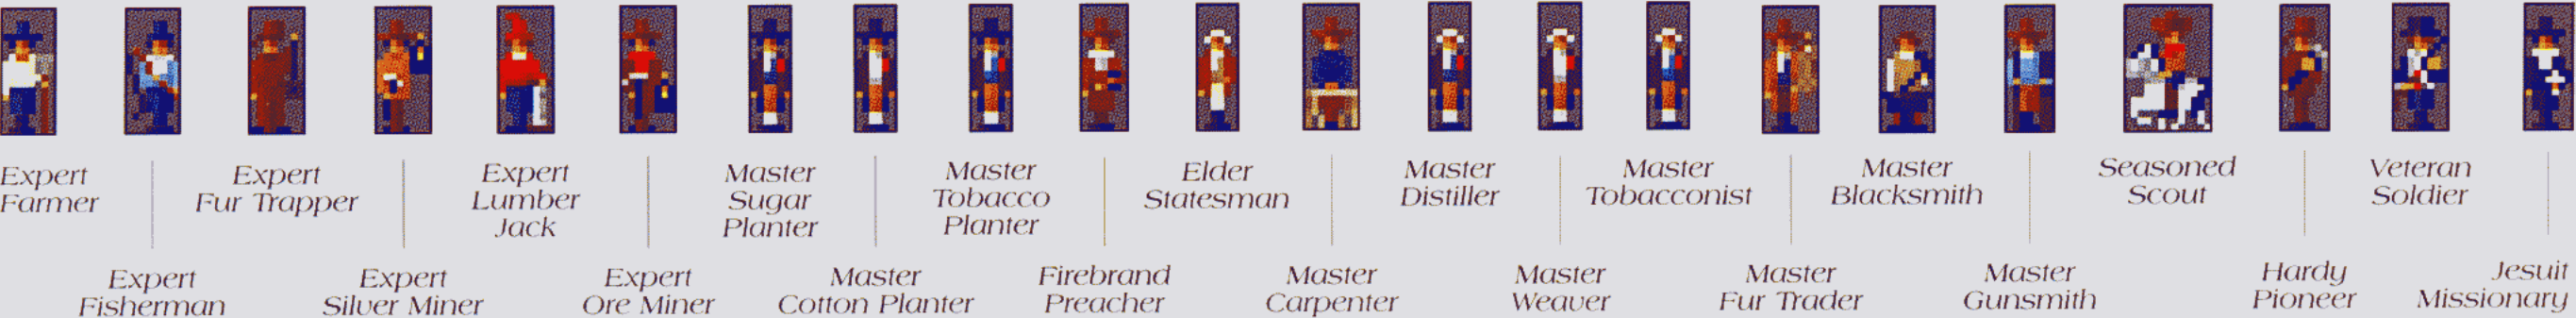 Expert
Farmer
Expert
Fisherman
Expert
Fur Trapper
Expert
Silver Miner
Expert
Lumber
Jack
Expert
Ore Miner
Master
Sugar
Planter
Master
Cotton Planter
Master
Tobacco
Planter
Firebrand
Preacher
Elder
Statesman
Master
Carpenter
Master
Distiller
Master
Weaver
Master
Tobacconist
Master
Fur Trader
Master
Blacksmith
Master
Gunsmith
Seasoned
Scout
Hardy
Pioneer
Veteran
Soldier
Jesuit
Missionary